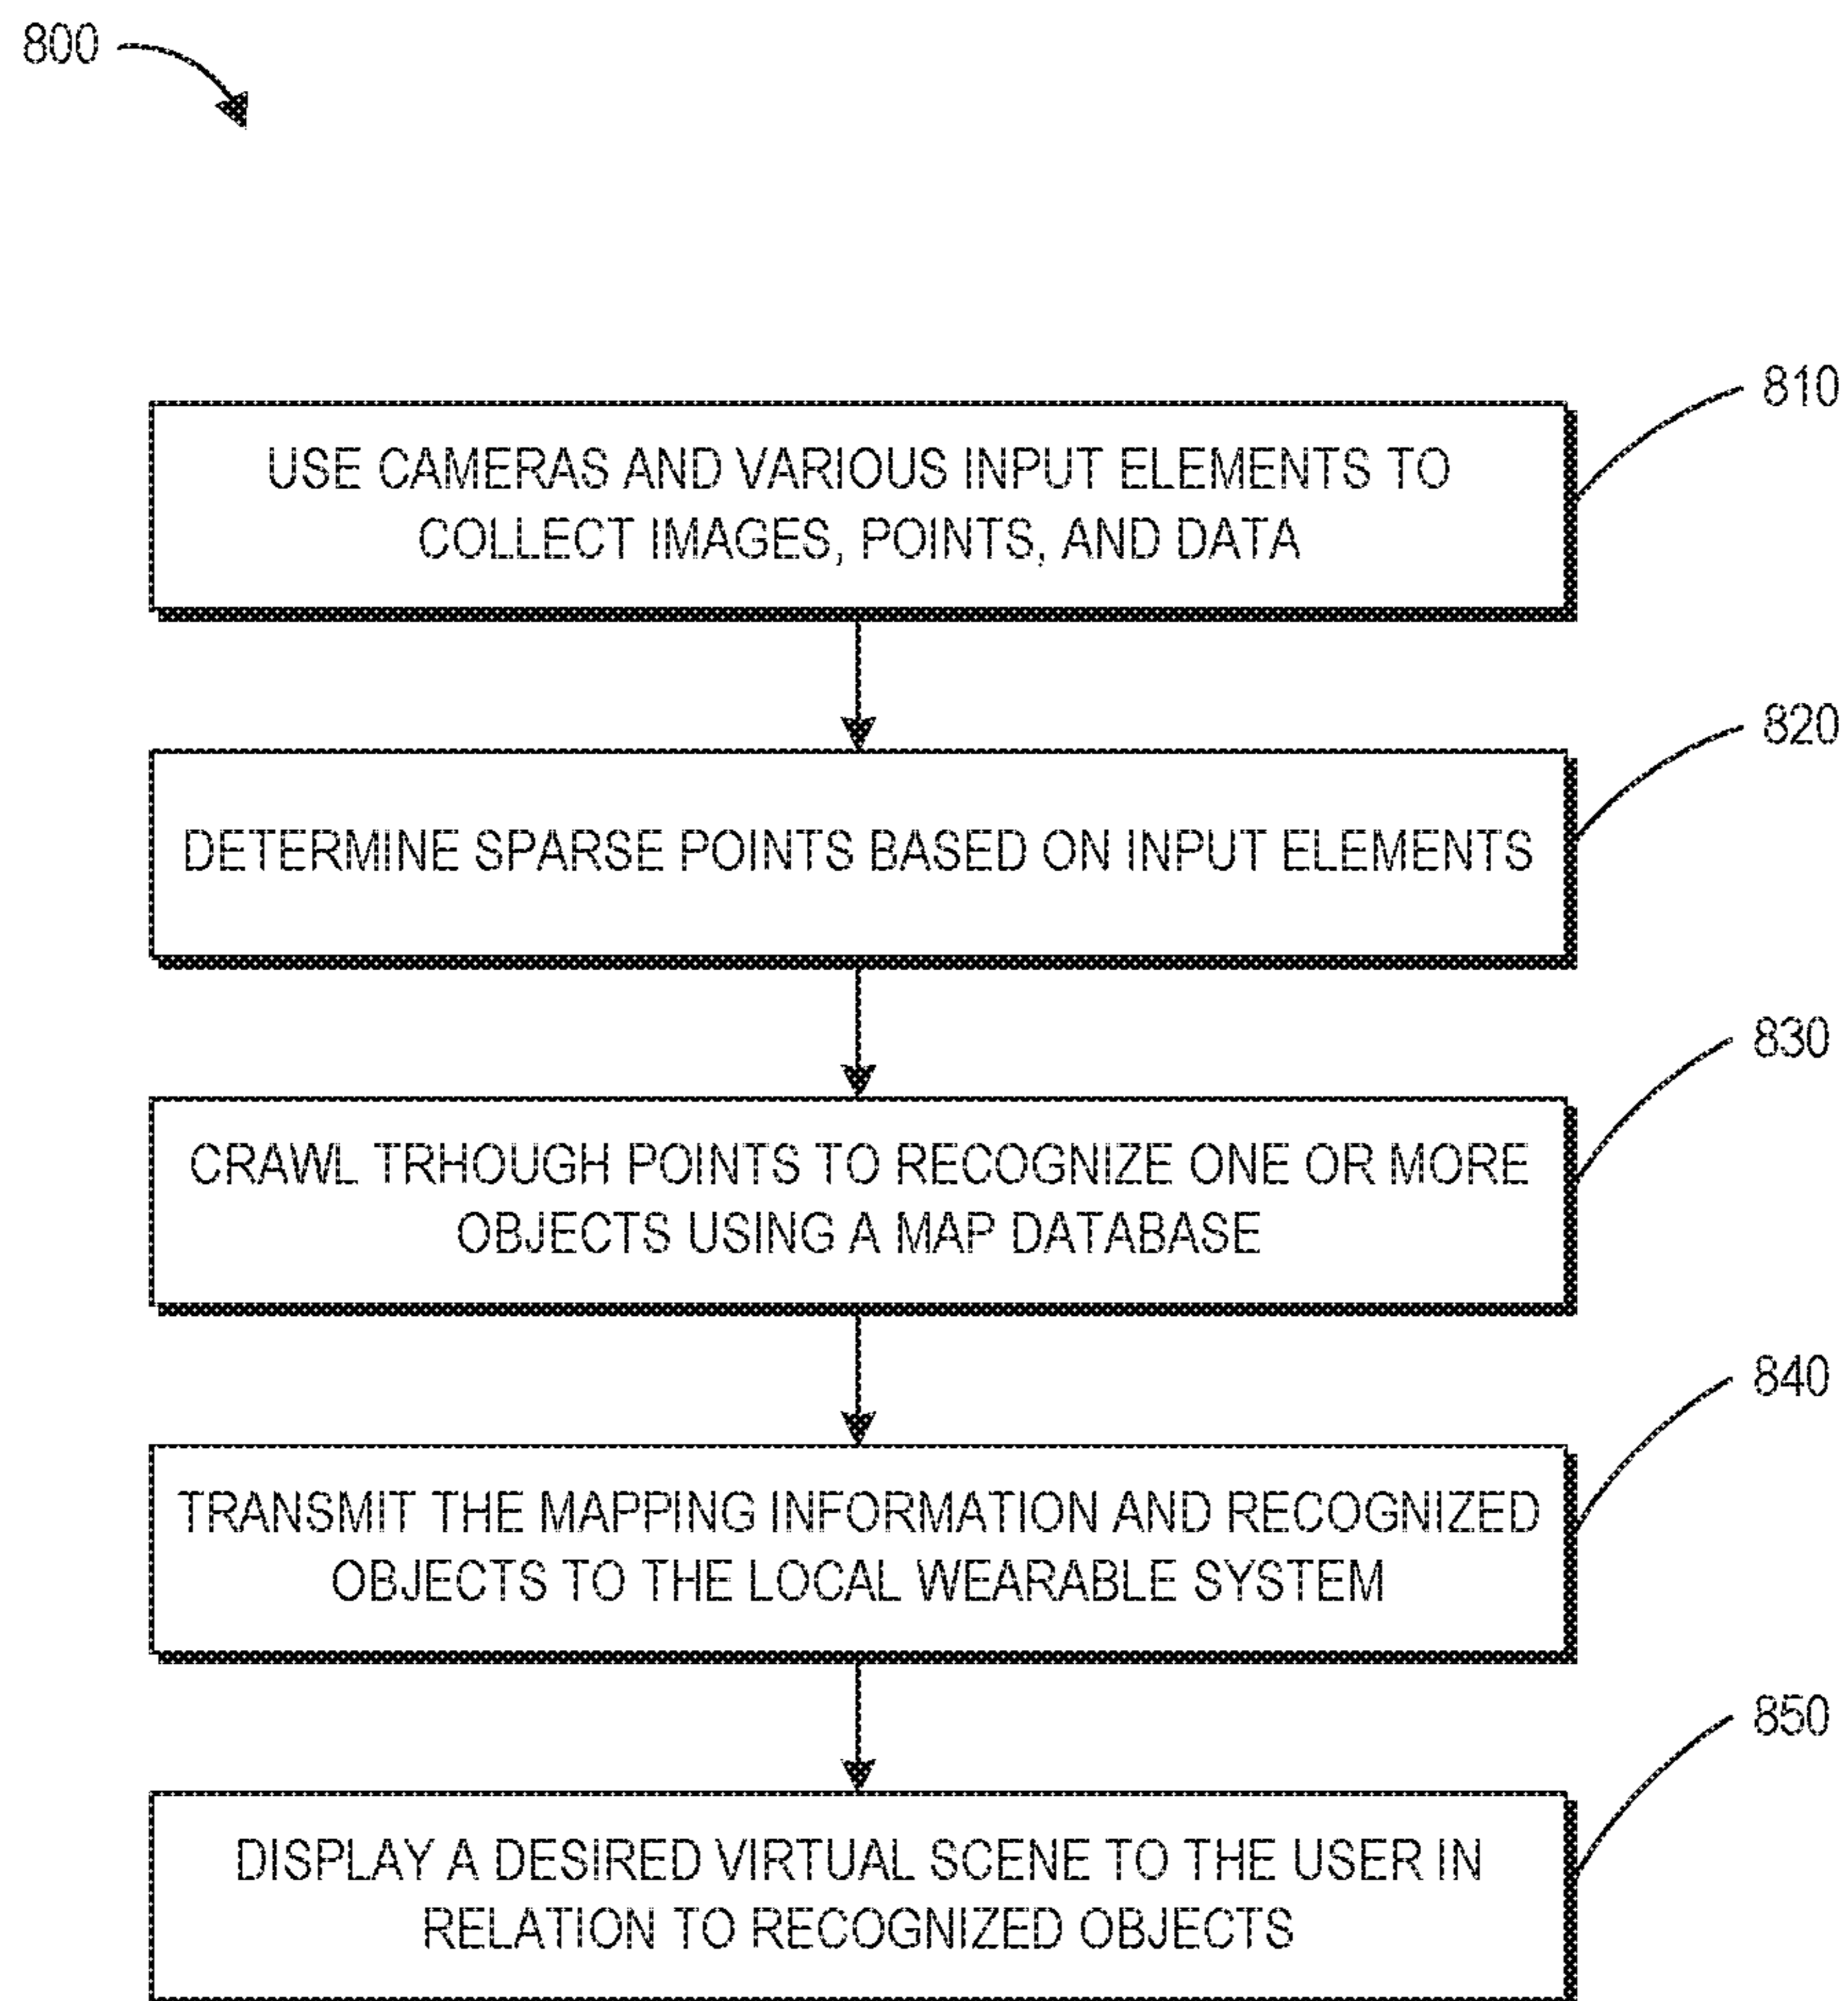 800
810
USE CAMERAS AND VARIOUS INPUT ELEMENTS TO
COLLECT IMAGES, POINTS, AND DATA
820
DETERMINE SPARSE POINTS BASED ON INPUT ELEMENTS
830
CRAWL TRHOUGH POINTS TO RECOGNIZE ONE OR MORE
OBJECTS USING A MAP DATABASE
840
TRANSMIT THE MAPPING INFORMATION AND RECOGNIZED
OBJECTS TO THE LOCAL WEARABLE SYSTEM
850
DISPLAY A DESIRED VIRTUAL SCENE TO THE USER IN
RELATION TO RECOGNIZED OBJECTS